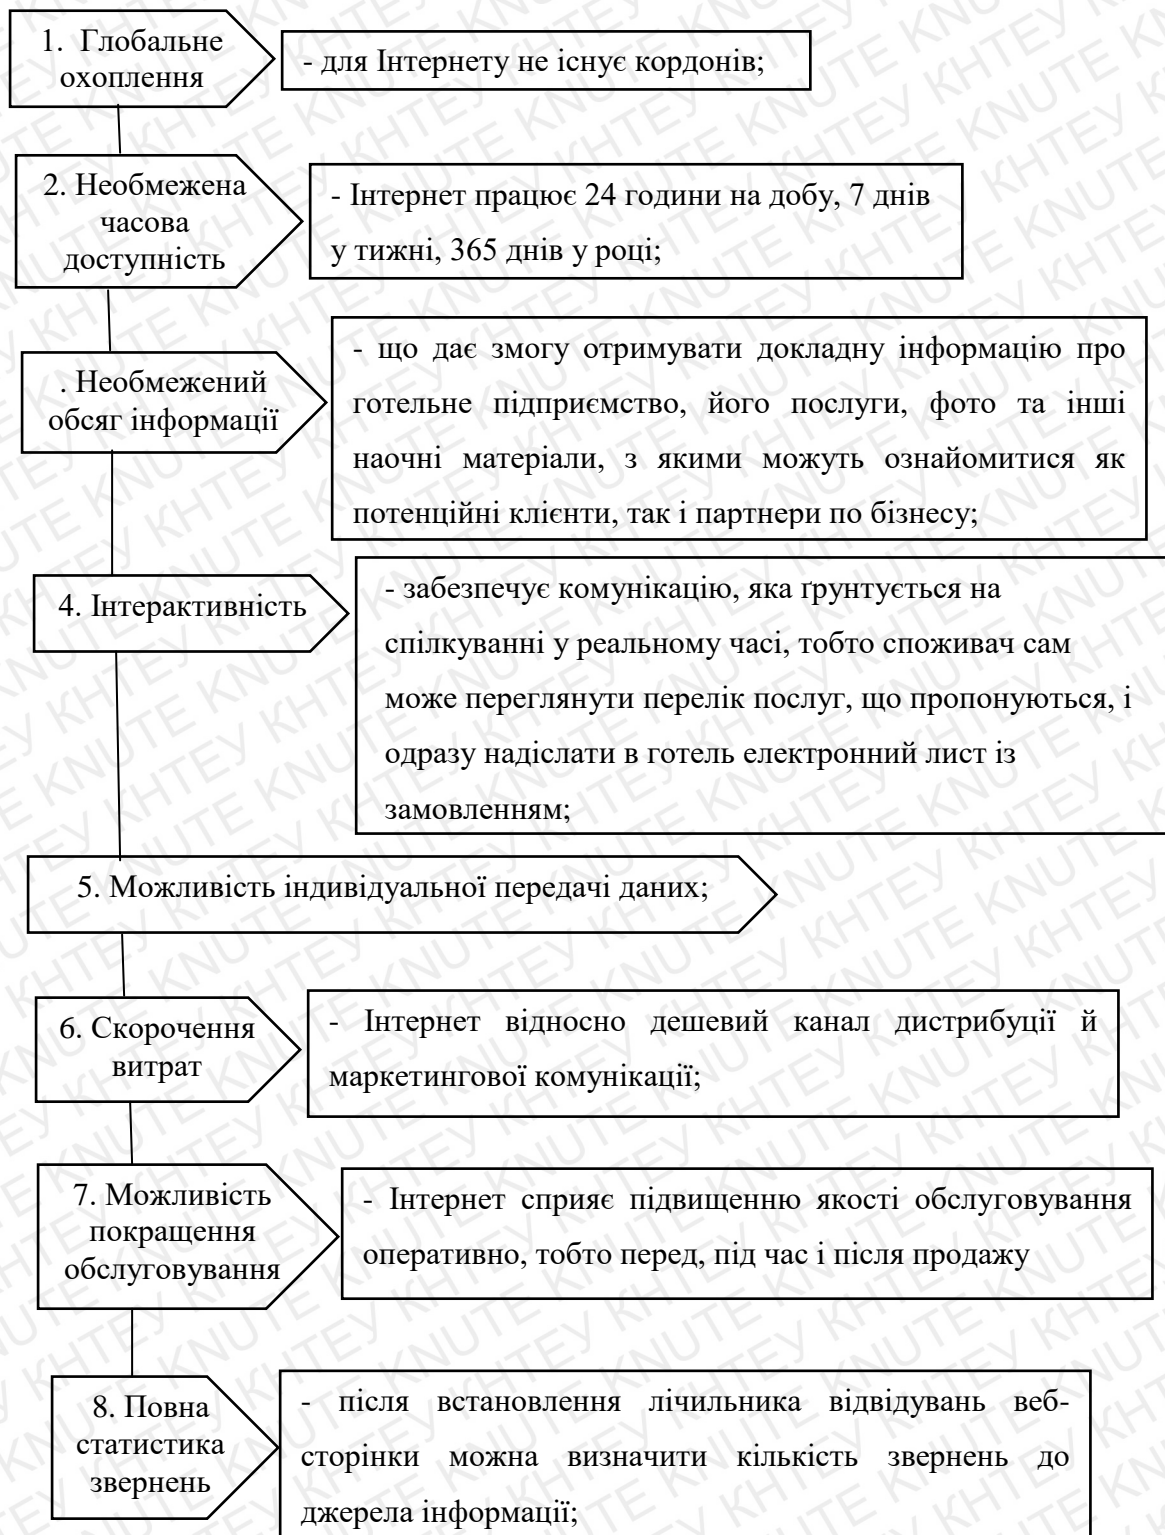 1. Глобальне
охоплення
- для Інтернету не існує кордонів;
2. Необмежена
часова
доступність
- Інтернет працює 24 години на добу, 7 днів
у тижні, 365 днів у році;
. Необмежений
обсяг інформації
- що дає змогу отримувати докладну інформацію про
готельне підприємство, його послуги, фото та інші
наочні матеріали, з якими можуть ознайомитися як
потенційні клієнти, так і партнери по бізнесу;
4. Інтерактивність
- забезпечує комунікацію, яка ґрунтується на
спілкуванні у реальному часі, тобто споживач сам
може переглянути перелік послуг, що пропонуються, і
одразу надіслати в готель електронний лист із
замовленням;
5. Можливість індивідуальної передачі даних;
6. Скорочення
витрат
- Інтернет відносно дешевий канал дистрибуції й
маркетингової комунікації;
7. Можливість
покращення
обслуговування
- Інтернет сприяє підвищенню якості обслуговування
оперативно, тобто перед, під час і після продажу
8. Повна
статистика
звернень
- після встановлення лічильника відвідувань веб-
сторінки можна визначити кількість звернень до
джерела інформації;